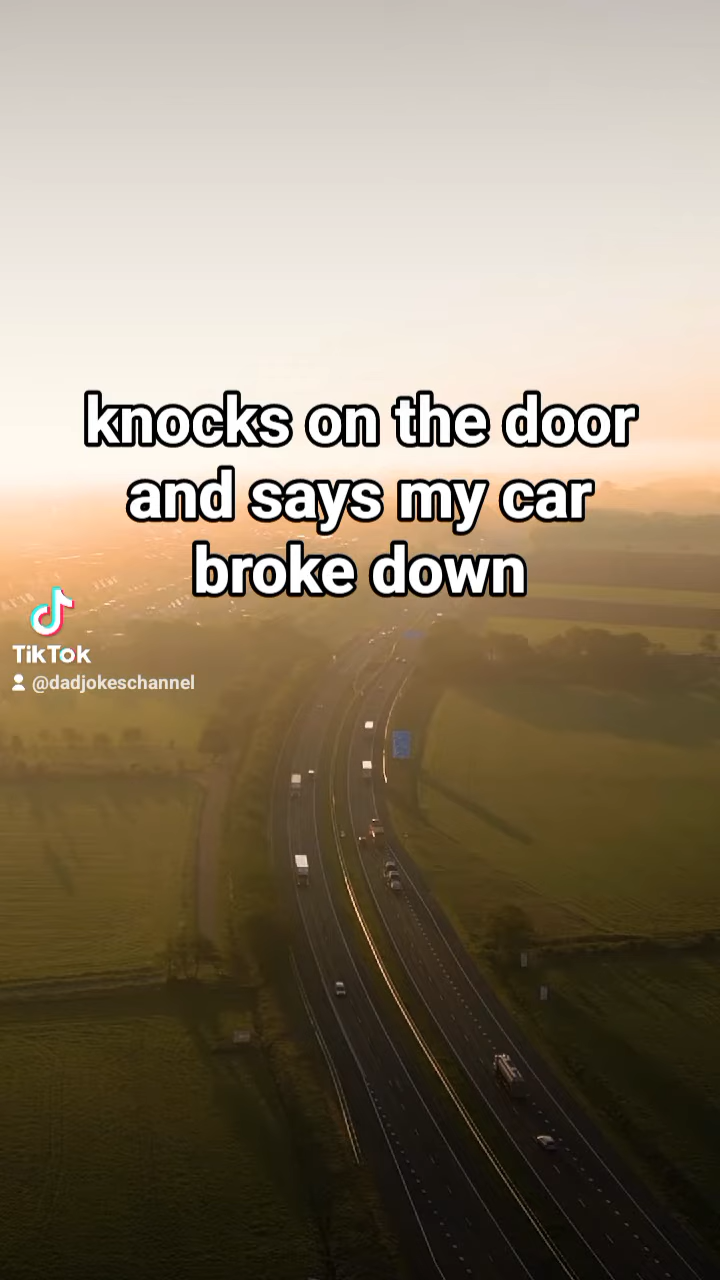 knocks on the door
and says my car
broke down
TikTok
@dadjokeschannel